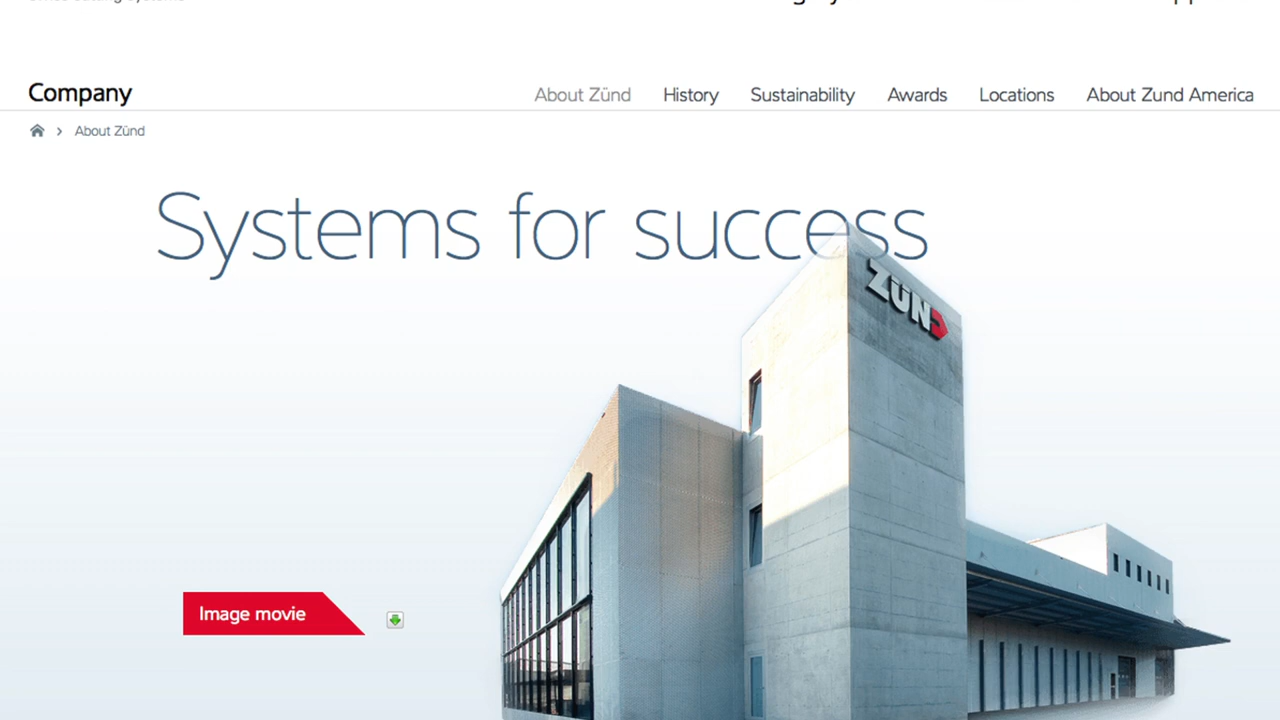 Company
About Zünd History Sustainability Awards Locations About Zund America
About Zünd
Systems for success
ZÜND
Image movie